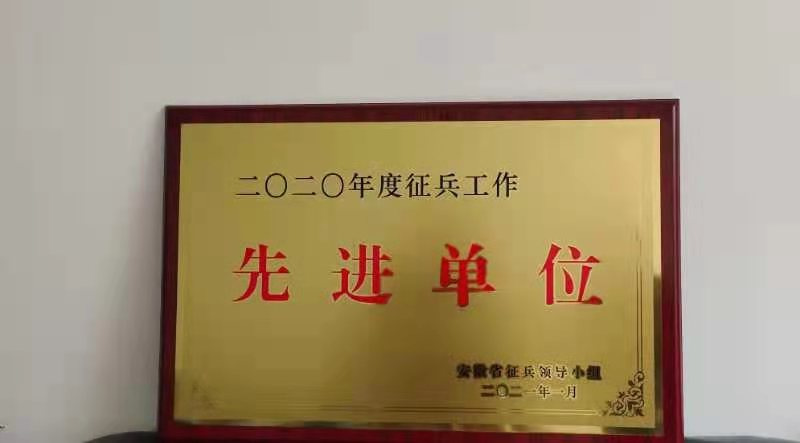 二〇二〇年度征兵工作
先进单位
安徽省征兵领导小组
二〇二一年一月